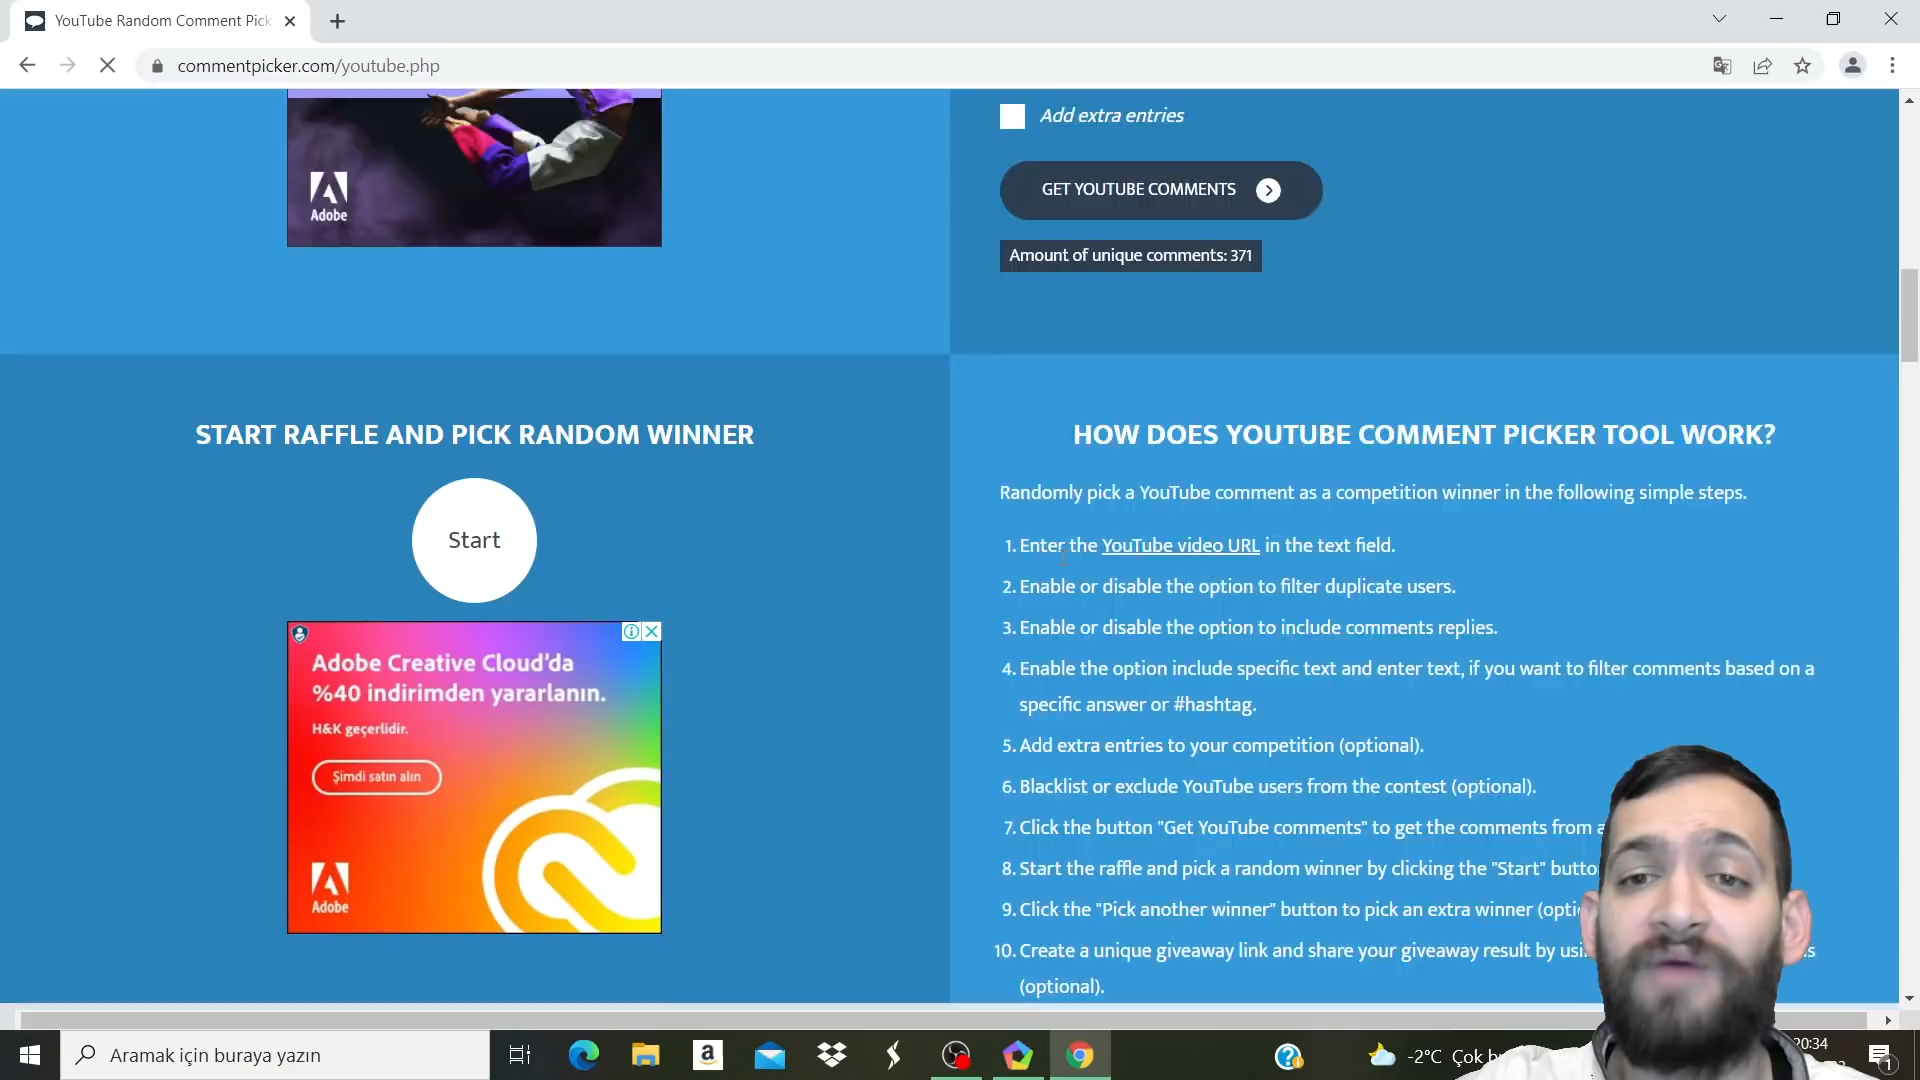 YouTube Random Comment Pick
commentpicker.com/youtube.php
Adobe
Add extra entries
GET YOUTUBE COMMENTS
Amount of unique comments: 371
START RAFFLE AND PICK RANDOM WINNER
Start
Adobe Creative Cloud'da
%40 indirimden yararlanın.
H&K geçerlidir.
Şimdi satın alın
Adobe
HOW DOES YOUTUBE COMMENT PICKER TOOL WORK?
Randomly pick a YouTube comment as a competition winner in the following simple steps.
1. Enter the YouTube video URL in the text field.
2. Enable or disable the option to filter duplicate users.
3. Enable or disable the option to include comments replies.
4. Enable the option include specific text and enter text, if you want to filter comments based on a
specific answer or #hashtag.
5. Add extra entries to your competition (optional).
6. Blacklist or exclude YouTube users from the contest (optional).
7. Click the button "Get YouTube comments" to get the comments from
8. Start the raffle and pick a random winner by clicking the "Start"
9. Click the "Pick another winner" button to pick an extra winner
10. Create a unique giveaway link and share your giveaway result by
(optional).
Aramak için buraya yazın
a
-2°C Çok
20:34
1